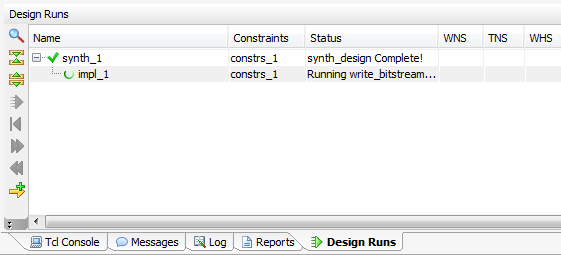 Design Runs
Name Constraints Status WNS TNS WHS
synth_1 constrs_1 synth_design Complete!
impl_1 constrs_1 Running write_bitstream...
Tcl Console Messages Log Reports Design Runs